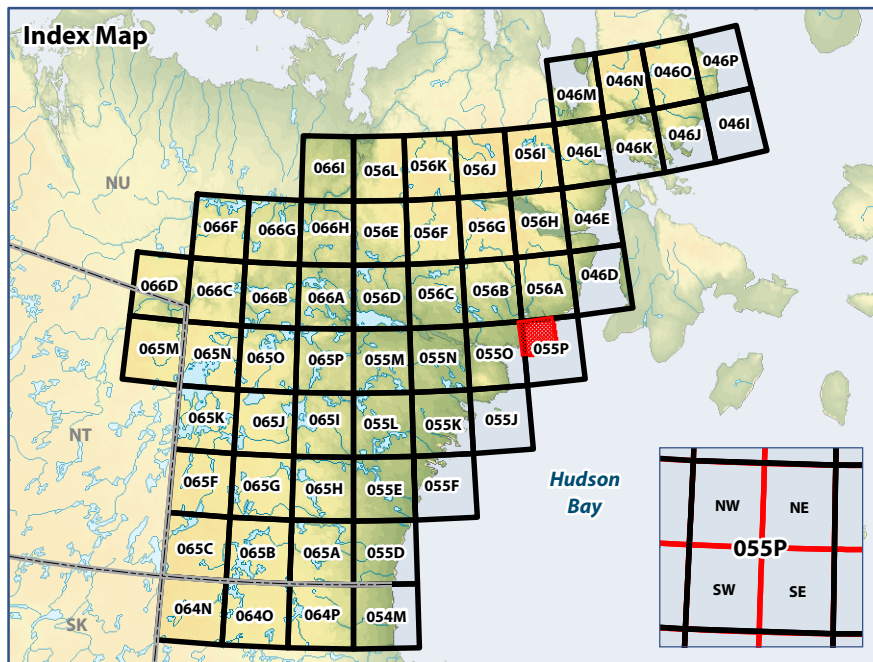 Index Map
046M 046N 046O 046P
066I 056L 056K 056J 056I 046L 046K 046J 046I
NU
066F 066G 066H 056E 056F 056G 056H 046E
066D 066C 066B 066A 056D 056C 056B 056A 046D
065M 065N 065O 065P 055M 055N 055O 055P
NT
065K 065J 065I 055L 055K 055J
065F 065G 065H 055E 055F
Hudson
Bay
065C 065B 065A 055D
SK
064N 064O 064P 054M
NW NE
055P
SW SE